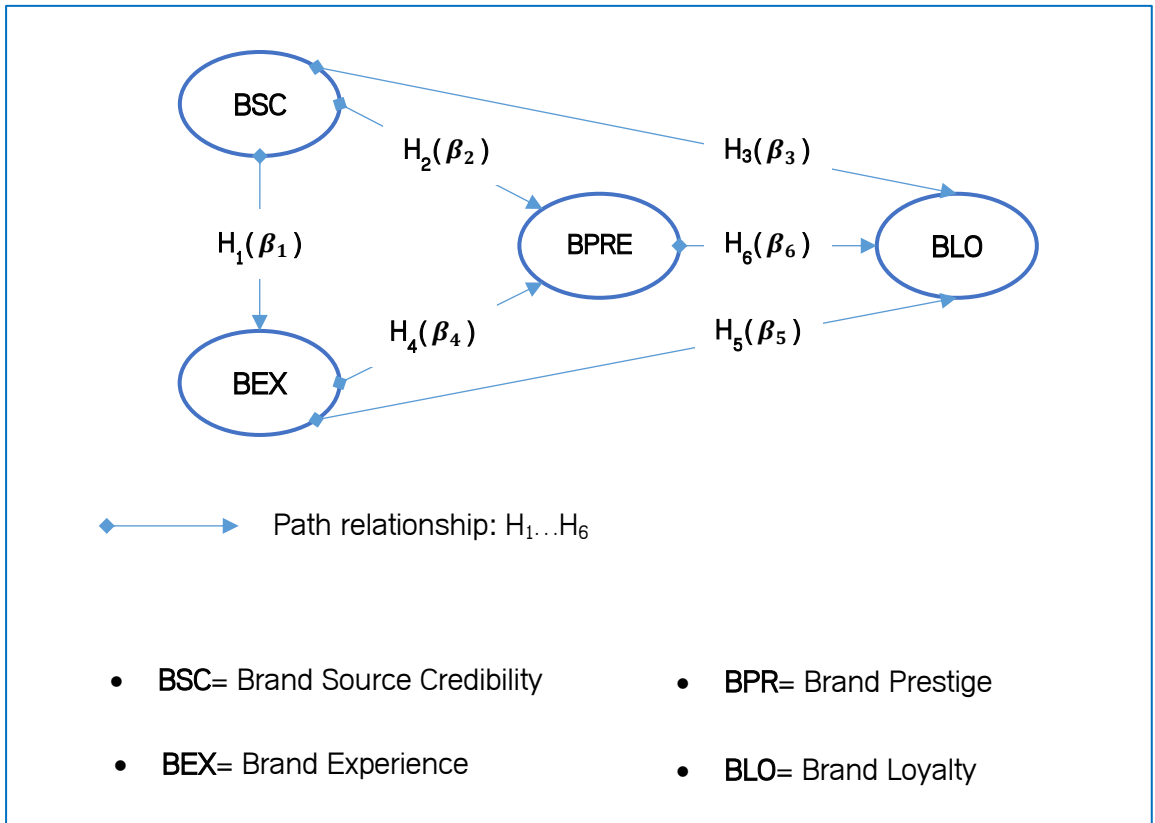 BSC
H₂(β₂)
H₃(β₃)
H₁(β₁)
BPRE
H₆(β₆)
BLO
H₄(β₄)
H₅(β₅)
BEX
Path relationship: H₁...H₆
• BSC= Brand Source Credibility
• BPR= Brand Prestige
• BEX= Brand Experience
• BLO= Brand Loyalty